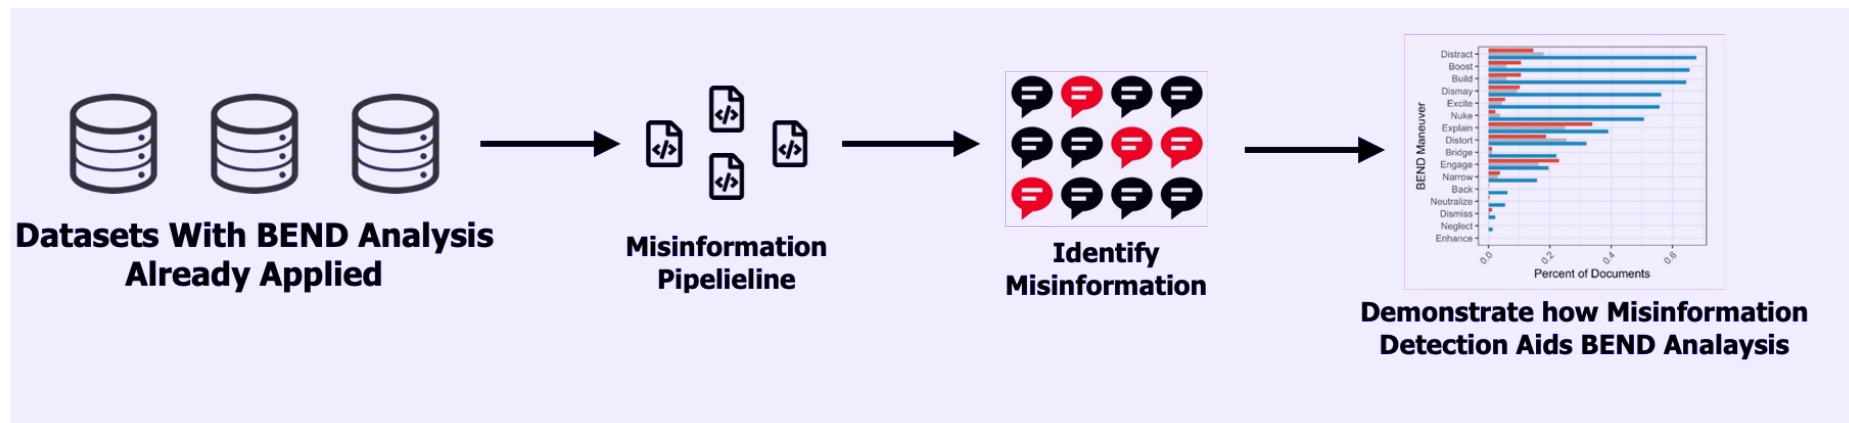 Datasets With BEND Analysis
Already Applied
Misinformation
Pipelieline
Identify
Misinformation
BEND Maneuver
Distract
Boost
Build
Dismay
Excite
Nuke
Explain
Distort
Bridge
Engage
Narrow
Back
Neutralize
Dismiss
Neglect
Enhance
0.0
0.2
0.4
0.6
Percent of Documents
Demonstrate how Misinformation
Detection Aids BEND Analaysis